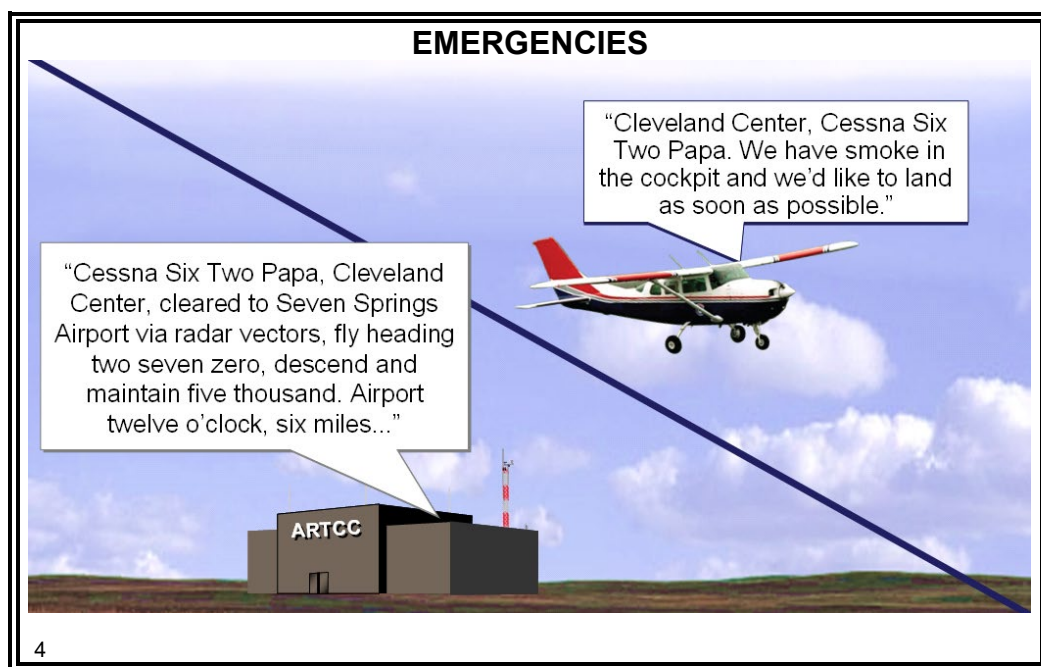 EMERGENCIES
“Cleveland Center, Cessna Six
Two Papa. We have smoke in
the cockpit and we’d like to land
as soon as possible.”
“Cessna Six Two Papa, Cleveland
Center, cleared to Seven Springs
Airport via radar vectors, fly heading
two seven zero, descend and
maintain five thousand. Airport
twelve o’clock, six miles...”
ARTCC
4